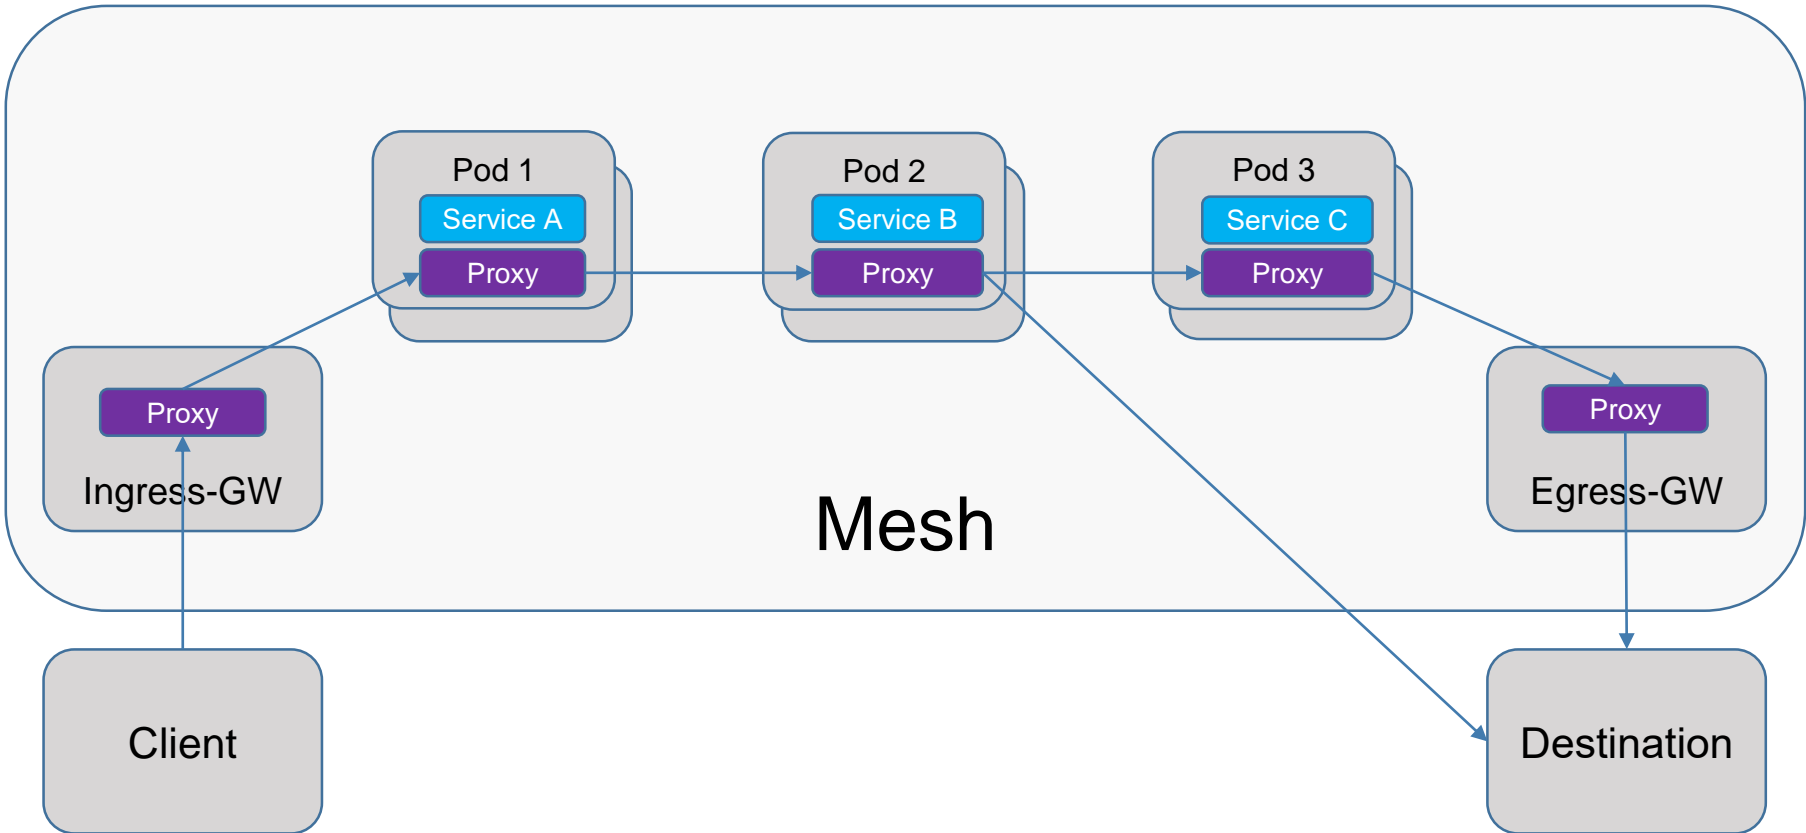 Pod 1
Service A
Proxy
Pod 2
Service B
Proxy
Pod 3
Service C
Proxy
Proxy
Ingress-GW
Mesh
Proxy
Egress-GW
Client
Destination